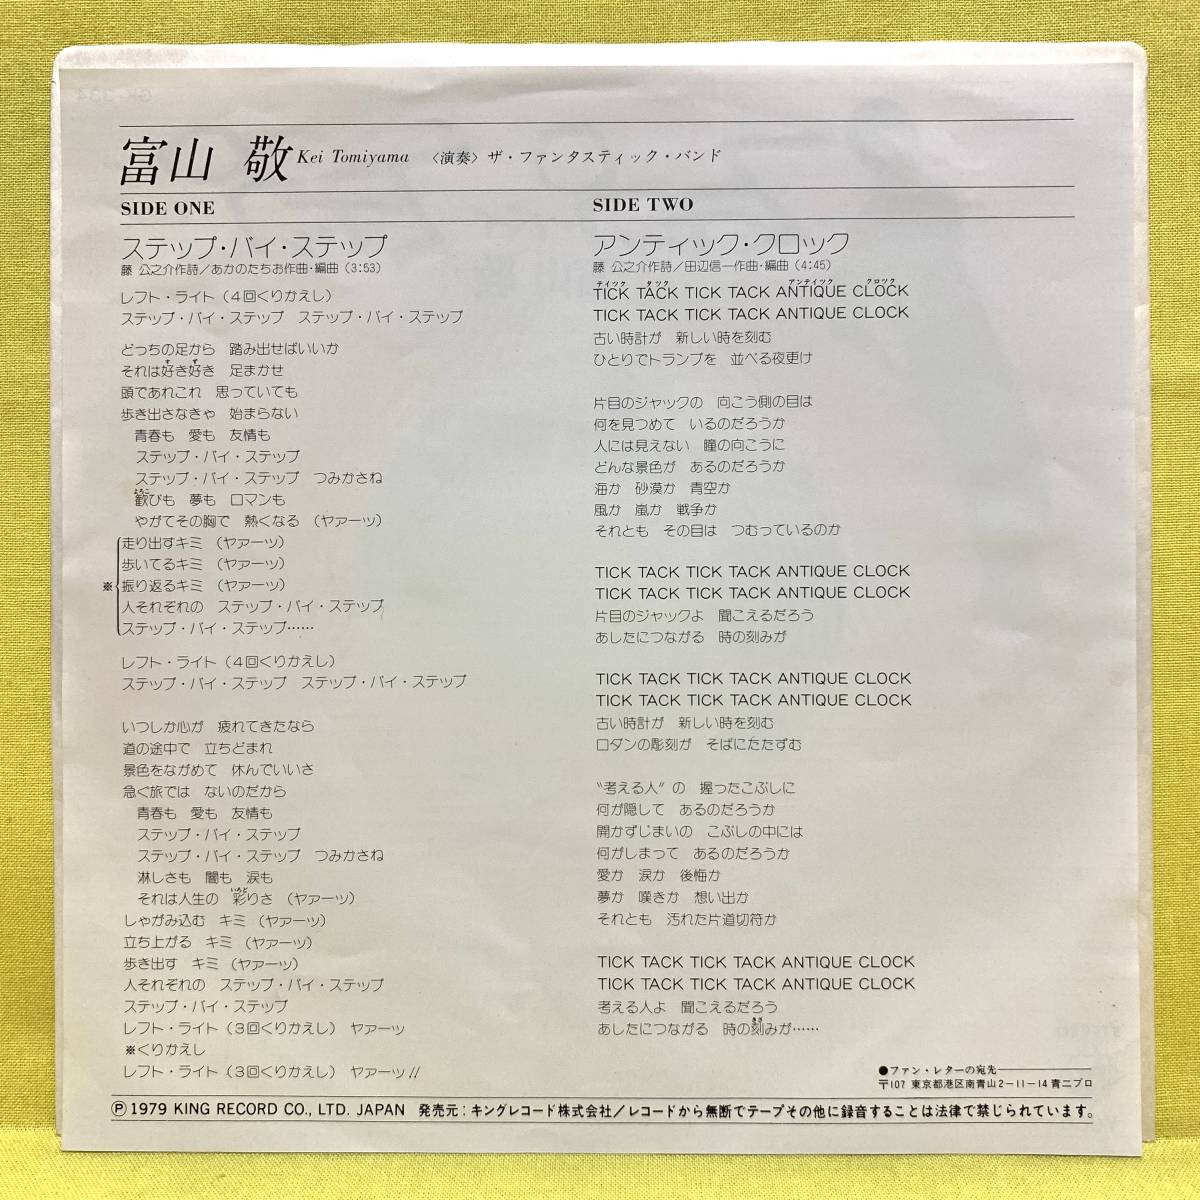 富山 敬 Kei Tomiyama 〈演奏〉ザ・ファンタスティック・バンド
SIDE ONE
ステップ・バイ・ステップ
藤 公之介作詩/あかのたちお作曲・編曲(3:53)
レフト・ライト(4回くりかえし)
ステップ・バイ・ステップ ステップ・バイ・ステップ
どっちの足から 踏み出せばいいか
それは好き好き 足まかせ
頭であれこれ 思っていても
歩き出さなきゃ 始まらない
青春も 愛も 友情も
ステップ・バイ・ステップ
ステップ・バイ・ステップ つみかさね
歓びも 夢も ロマンも
やがてその胸で 熱くなる (ヤァーッ)
走り出すキミ (ヤァーッ)
歩いてるキミ (ヤァーッ)
※振り返るキミ (ヤァーッ)
人それぞれの ステップ・バイ・ステップ
ステップ・バイ・ステップ……
レフト・ライト(4回くりかえし)
ステップ・バイ・ステップ ステップ・バイ・ステップ
いつしか心が 疲れてきたなら
道の途中で 立ちどまれ
景色をながめて 休んでいいさ
急ぐ旅では ないのだから
青春も 愛も 友情も
ステップ・バイ・ステップ
ステップ・バイ・ステップ つみかさね
淋しさも 闇も 涙も
それは人生の 彩りさ (ヤァーッ)
しゃがみ込む キミ (ヤァーッ)
立ち上がる キミ (ヤァーッ)
歩き出す キミ (ヤァーッ)
人それぞれの ステップ・バイ・ステップ
ステップ・バイ・ステップ
レフト・ライト(3回くりかえし) ヤァーッ
※くりかえし
レフト・ライト(3回くりかえし) ヤァーッ!!
SIDE TWO
アンティック・クロック
藤 公之介作詩/田辺信一作曲・編曲(4:45)
ティック タック アンティック クロック
TICK TACK TICK TACK ANTIQUE CLOCK
TICK TACK TICK TACK ANTIQUE CLOCK
古い時計が 新しい時を刻む
ひとりでトランプを 並べる夜更け
片目のジャックの 向こう側の目は
何を見つめて いるのだろうか
人には見えない 瞳の向こうに
どんな景色が あるのだろうか
海か 砂漠か 青空か
風か 嵐か 戦争か
それとも その目は つむっているのか
TICK TACK TICK TACK ANTIQUE CLOCK
TICK TACK TICK TACK ANTIQUE CLOCK
片目のジャックよ 聞こえるだろう
あしたにつながる 時の刻みが
TICK TACK TICK TACK ANTIQUE CLOCK
TICK TACK TICK TACK ANTIQUE CLOCK
古い時計が 新しい時を刻む
ロダンの彫刻が そばにたたずむ
"考える人"の 握ったこぶしに
何が隠して あるのだろうか
開かずじまいの こぶしの中には
何がしまって あるのだろうか
愛か 涙か 後悔か
夢か 嘆きか 想い出か
それとも 汚れた片道切符か
TICK TACK TICK TACK ANTIQUE CLOCK
TICK TACK TICK TACK ANTIQUE CLOCK
考える人よ 聞こえるだろう
あしたにつながる 時の刻みが……
●ファン・レターの宛先
〒107 東京都港区南青山2-11-14 青二プロ
Ⓟ1979 KING RECORD CO., LTD. JAPAN 発売元:キングレコード株式会社/レコードから無断でテープその他に録音することは法律で禁じられています。